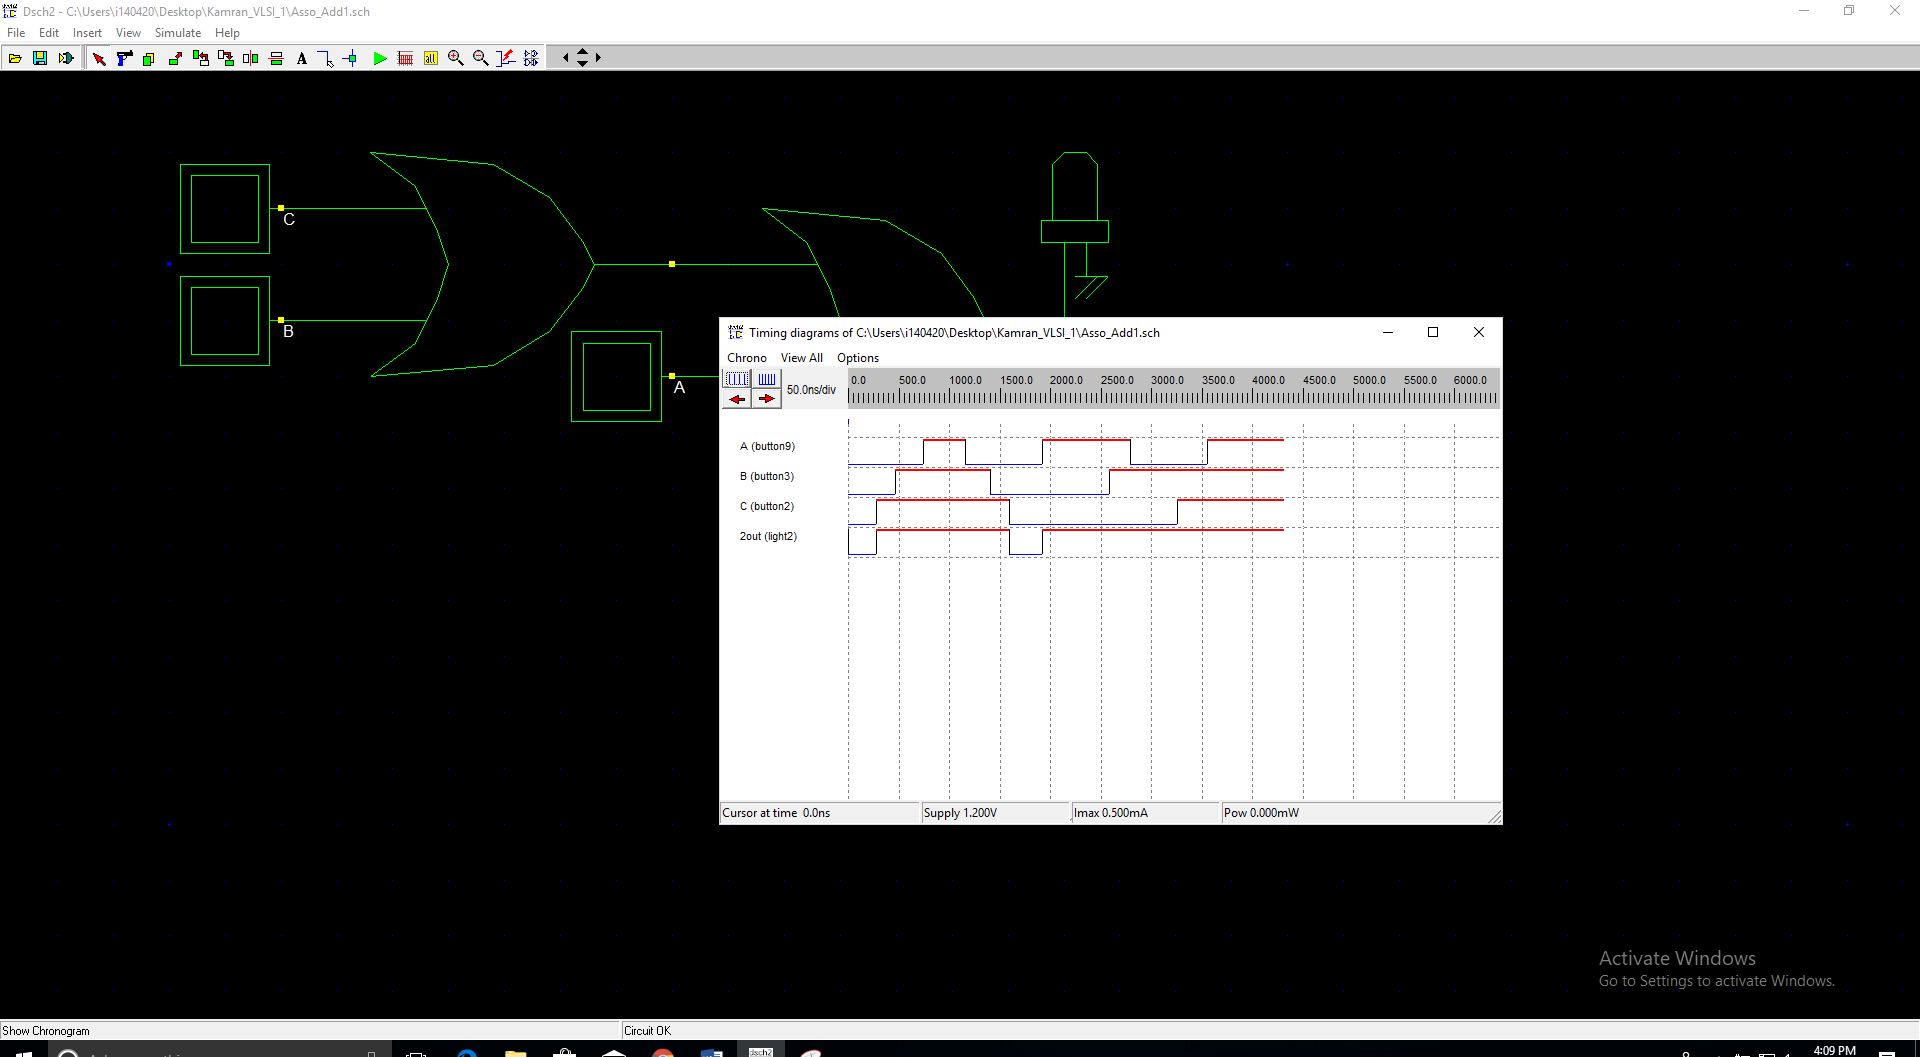 Dsch2 - C:\Users\i140420\Desktop\Kamran_VLSI_1\Asso_Add1.sch
File Edit Insert View Simulate Help
A all
C
B
A
Timing diagrams of C:\Users\i140420\Desktop\Kamran_VLSI_1\Asso_Add1.sch
Chrono View All Options
50.0ns/div
0.0 500.0 1000.0 1500.0 2000.0 2500.0 3000.0 3500.0 4000.0 4500.0 5000.0 5500.0 6000.0
A (button9)
B (button3)
C (button2)
2out (light2)
Cursor at time 0.0ns Supply 1.200V Imax 0.500mA Pow 0.000mW
Activate Windows
Go to Settings to activate Windows.
Show Chronogram Circuit OK
dsch2
4:09 PM